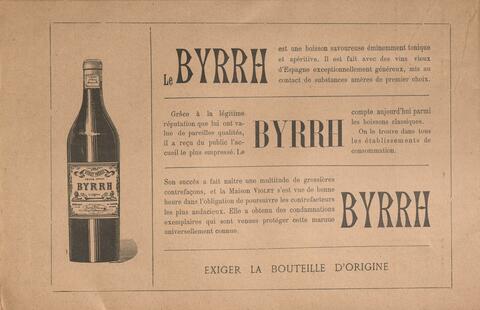 Le BYRRH est une boisson savoureuse éminemment tonique
et apéritive. Il est fait avec des vins vieux
d'Espagne exceptionnellement généreux, mis au
contact de substances amères de premier choix.
Grâce à la légitime
réputation que lui ont va-
lue de pareilles qualités,
il a reçu du public l'ac-
cueil le plus empressé. Le
BYRRH
compte aujourd'hui parmi
les boissons classiques.
On le trouve dans tous
les établissements de
consommation.
Son succès a fait naître une multitude de grossières
contrefaçons, et la Maison VIOLET s'est vue de bonne
heure dans l'obligation de poursuivre les contrefacteurs
les plus audacieux. Elle a obtenu des condamnations
exemplaires qui sont venues protéger cette marque
universellement connue.
BYRRH
EXIGER LA BOUTEILLE D'ORIGINE
BYRRH